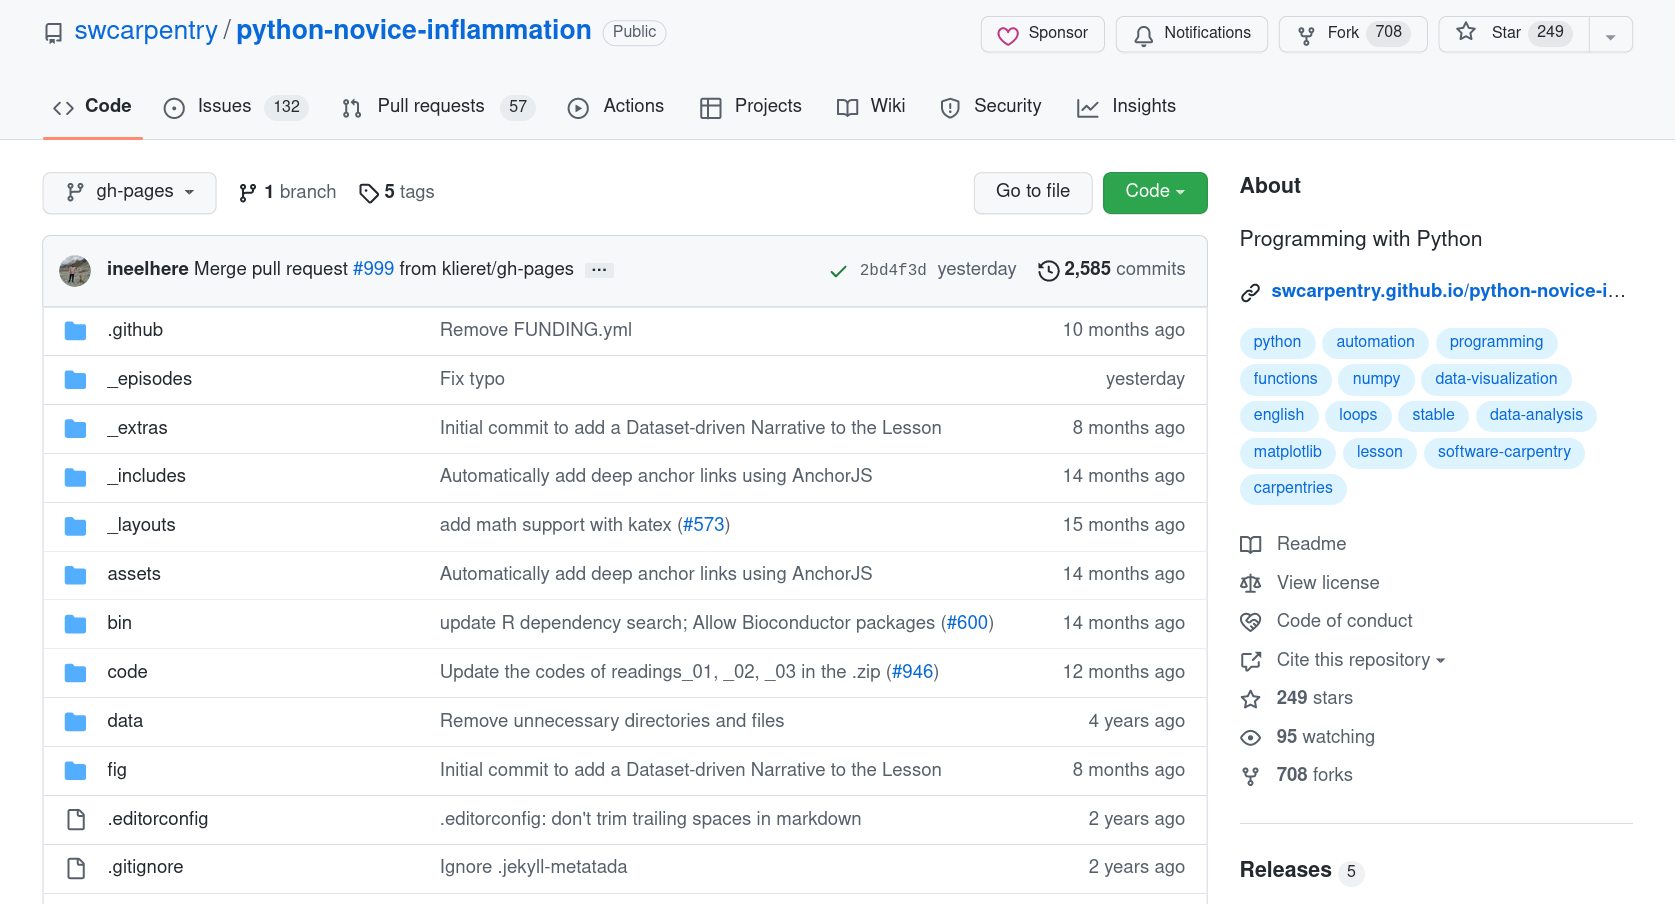 swcarpentry / python-novice-inflammation Public
Sponsor Notifications Fork 708 Star 249
Code Issues 132 Pull requests 57 Actions Projects Wiki Security Insights
gh-pages 1 branch 5 tags Go to file Code
ineelhere Merge pull request #999 from klieret/gh-pages ... 2bd4f3d yesterday 2,585 commits
.github Remove FUNDING.yml 10 months ago
_episodes Fix typo yesterday
_extras Initial commit to add a Dataset-driven Narrative to the Lesson 8 months ago
_includes Automatically add deep anchor links using AnchorJS 14 months ago
_layouts add math support with katex (#573) 15 months ago
assets Automatically add deep anchor links using AnchorJS 14 months ago
bin update R dependency search; Allow Bioconductor packages (#600) 14 months ago
code Update the codes of readings_01, _02, _03 in the .zip (#946) 12 months ago
data Remove unnecessary directories and files 4 years ago
fig Initial commit to add a Dataset-driven Narrative to the Lesson 8 months ago
.editorconfig .editorconfig: don't trim trailing spaces in markdown 2 years ago
.gitignore Ignore .jekyll-metatada 2 years ago
About
Programming with Python
swcarpentry.github.io/python-novice-i...
python automation programming
functions numpy data-visualization
english loops stable data-analysis
matplotlib lesson software-carpentry
carpentries
Readme
View license
Code of conduct
Cite this repository
249 stars
95 watching
708 forks
Releases 5